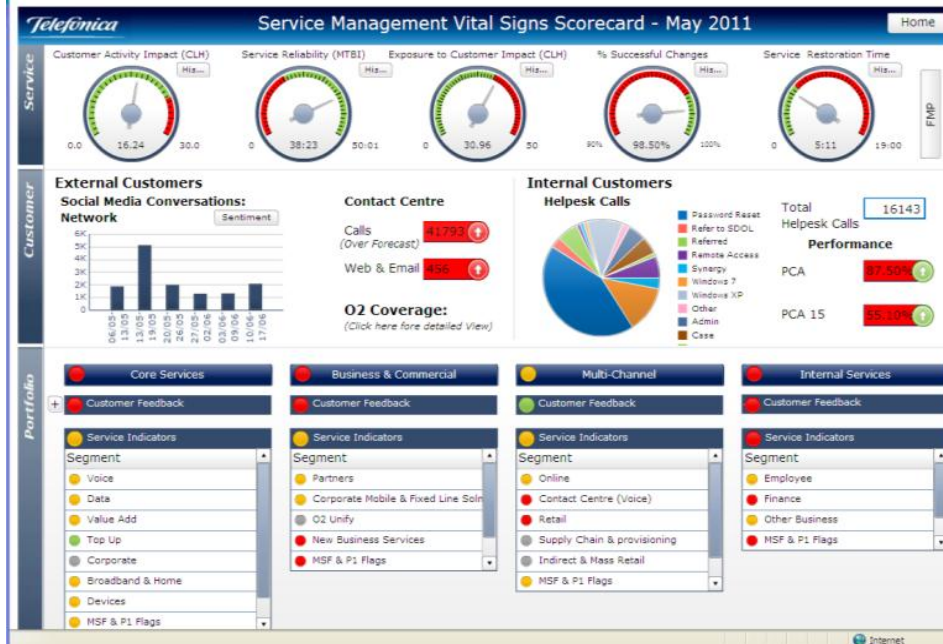 Telefónica
Service Management Vital Signs Scorecard - May 2011
Home
Service
Customer Activity Impact (CLH)
Service Reliability (MTBI)
Exposure to Customer Impact (CLH)
% Successful Changes
Service Restoration Time
His...
His...
His...
His...
His...
0.0 16.24 30.0
0 38:23 50:01
0 30.96 50
90% 98.50% 100%
0 5:11 19:00
FMP
Customer
External Customers
Social Media Conversations:
Network
Sentiment
6K
5K
4K
3K
2K
1K
0
06/05-13/05
13/05-19/05
20/05-26/05
27/05-02/06
03/06-09/06
10/06-17/06
Contact Centre
Calls 41793
(Over Forecast)
Web & Email 456
O2 Coverage:
(Click here fore detailed View)
Internal Customers
Helpesk Calls
Password Reset
Refer to SDOL
Referred
Remote Access
Synergy
Windows 7
Windows XP
Other
Admin
Case
Total 16143
Helpesk Calls
Performance
PCA 87.50%
PCA 15 55.10%
Portfolio
Core Services
+ Customer Feedback
Service Indicators
Segment
Voice
Data
Value Add
Top Up
Corporate
Broadband & Home
Devices
MSF & P1 Flags
Business & Commercial
Customer Feedback
Service Indicators
Segment
Partners
Corporate Mobile & Fixed Line Soln
O2 Unify
New Business Services
MSF & P1 Flags
Multi-Channel
Customer Feedback
Service Indicators
Segment
Online
Contact Centre (Voice)
Retail
Supply Chain & provisioning
Indirect & Mass Retail
MSF & P1 Flags
Internal Services
Customer Feedback
Service Indicators
Segment
Employee
Finance
Other Business
MSF & P1 Flags
Internet